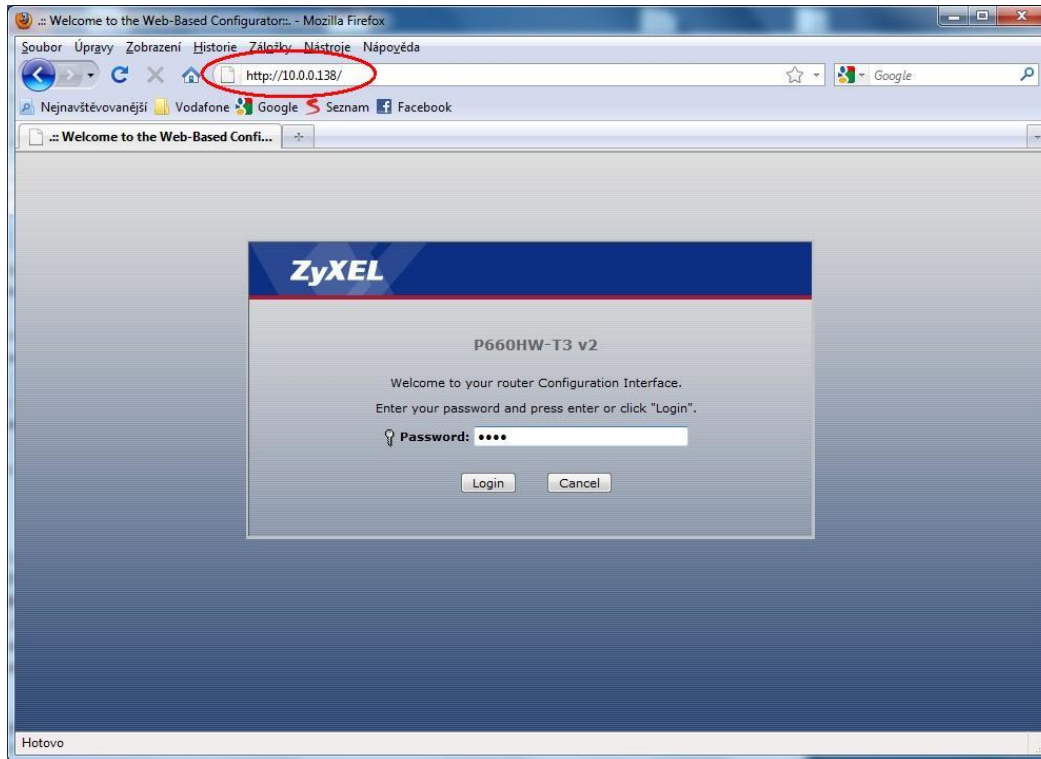 .:: Welcome to the Web-Based Configurator::. - Mozilla Firefox
Soubor Úpravy Zobrazení Historie Záložky Nástroje Nápověda
http://10.0.0.138/
Google
Nejnavštěvovanější Vodafone Google Seznam Facebook
.:: Welcome to the Web-Based Confi...
ZyXEL
P660HW-T3 v2
Welcome to your router Configuration Interface.
Enter your password and press enter or click "Login".
Password: ••••
Login Cancel
Hotovo